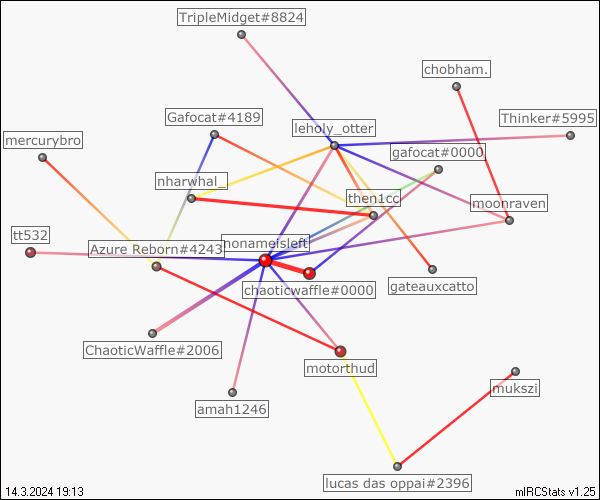 TripleMidget#8824
chobham.
Gafocat#4189
Thinker#5995
leholy_otter
mercurybro
gafocat#0000
nharwhal_
then1cc
moonraven
tt532
nonameisleft
Azure Reborn#4243
chaoticwaffle#0000
gateauxcatto
ChaoticWaffle#2006
motorthud
mukszi
amah1246
lucas das oppai#2396
14.3.2024 19:13
mIRCStats v1.25